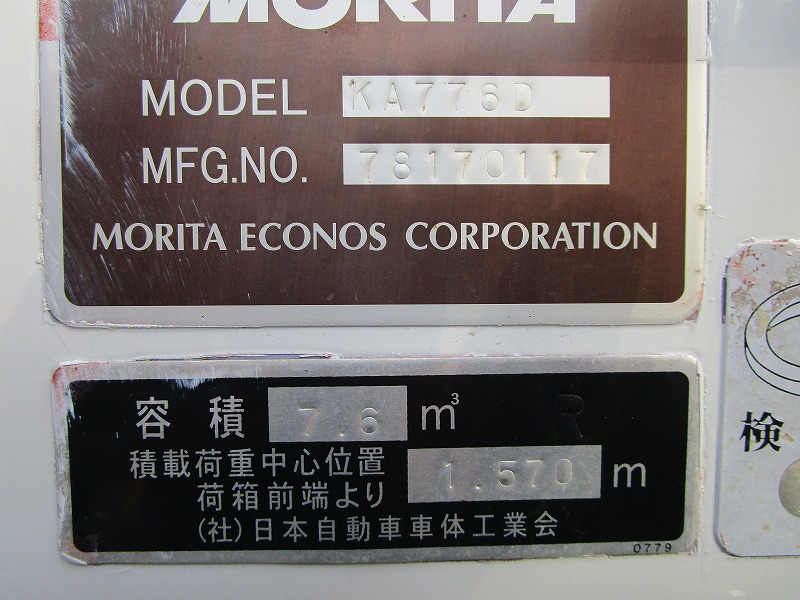 MORITA
MODEL KA776D
MFG.NO. 78170117
MORITA ECONOS CORPORATION
容積 7.6 m³ R
積載荷重中心位置
荷箱前端より 1.570 m
(社)日本自動車車体工業会
0779
検